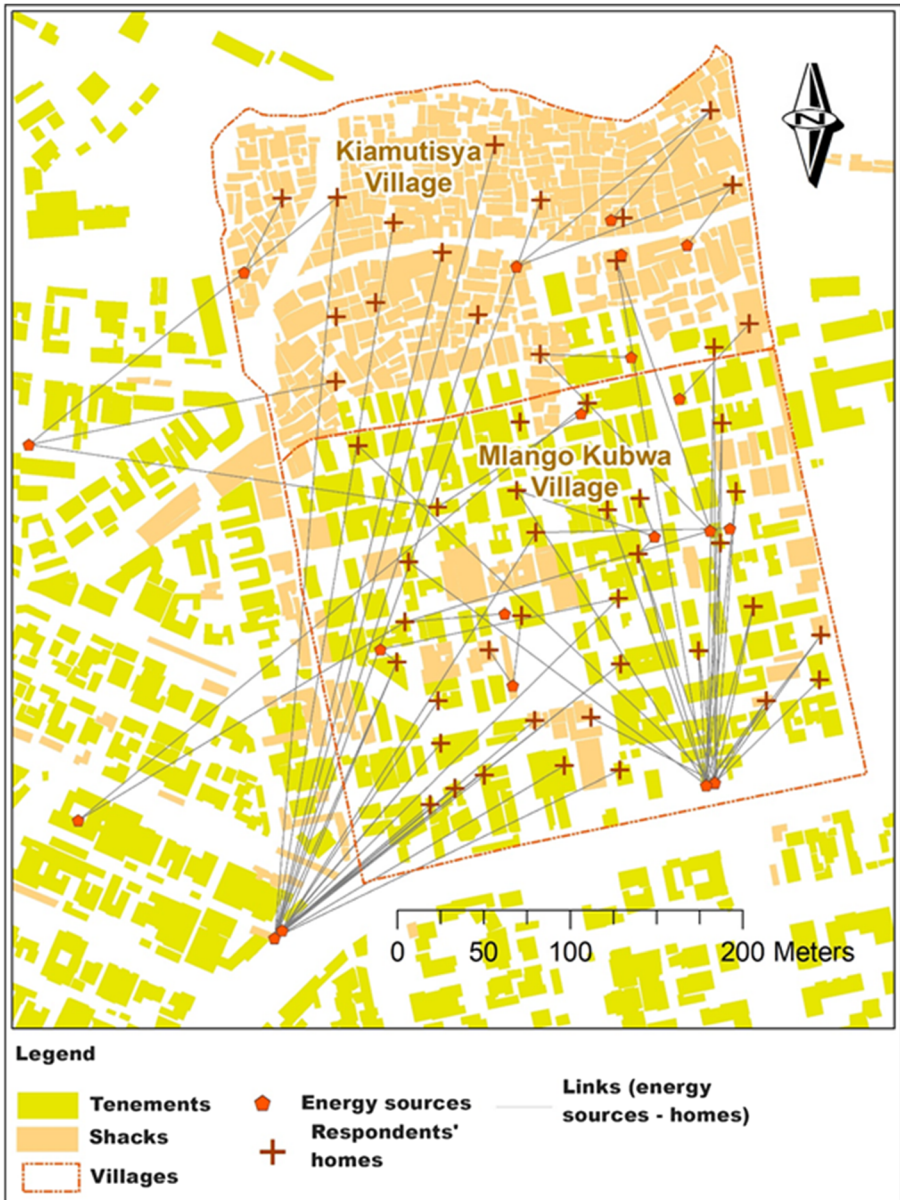 Kiamutisya
Village
N
Mlango Kubwa
Village
0 50 100 200 Meters
Legend
Tenements
Shacks
Villages
Energy sources
Respondents'
homes
Links (energy
sources - homes)